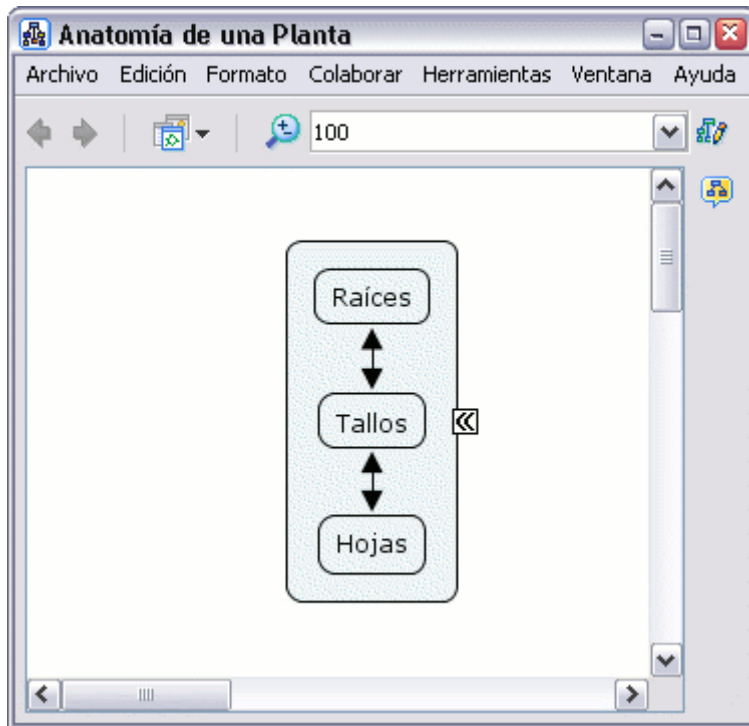 Anatomía de una Planta
Archivo Edición Formato Colaborar Herramientas Ventana Ayuda
100
Raíces
Tallos
Hojas